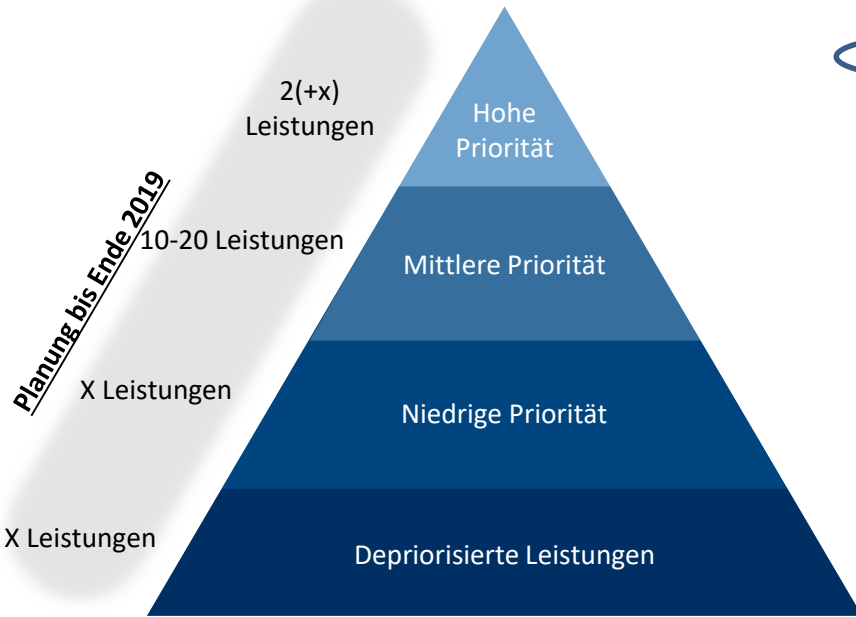 2(+x)
Leistungen
Hohe
Priorität
Planung bis Ende 2019
10-20 Leistungen
Mittlere Priorität
X Leistungen
Niedrige Priorität
X Leistungen
Depriorisierte Leistungen